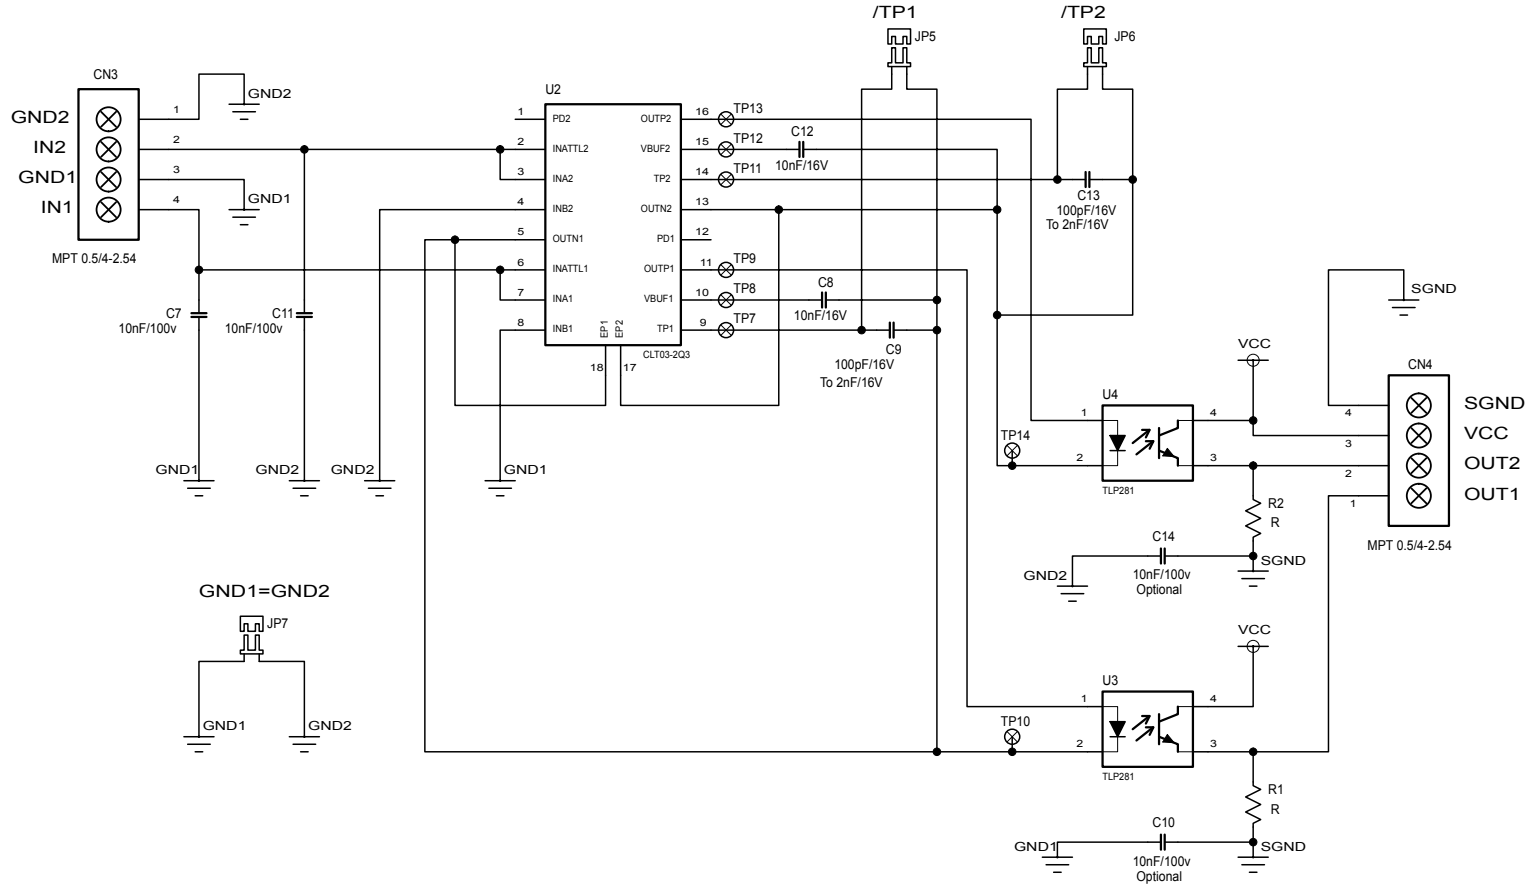 /TP1
/TP2
JP5
JP6
CN3
GND2
IN2
GND1
IN1
1
2
3
4
GND2
GND1
MPT 0.5/4-2.54
U2
1 PD2
2 INATTL2
3 INA2
4 INB2
5 OUTN1
6 INATTL1
7 INA1
8 INB1
OUTP2 16 TP13
VBUF2 15 TP12
TP2 14 TP11
OUTN2 13
PD1 12
OUTP1 11 TP9
VBUF1 10 TP8
TP1 9 TP7
EP1
EP2
18
17
CLT03-2Q3
C12
10nF/16V
C13
100pF/16V
To 2nF/16V
C8
10nF/16V
C9
100pF/16V
To 2nF/16V
C7
10nF/100v
C11
10nF/100v
GND1
GND2
GND2
GND1
SGND
VCC
CN4
SGND
VCC
OUT2
OUT1
4
3
2
1
MPT 0.5/4-2.54
U4
1
2
4
3
TLP281
TP14
R2
R
C14
10nF/100v
Optional
GND2
SGND
GND1=GND2
JP7
GND1
GND2
VCC
U3
1
2
4
3
TLP281
TP10
R1
R
C10
10nF/100v
Optional
GND1
SGND